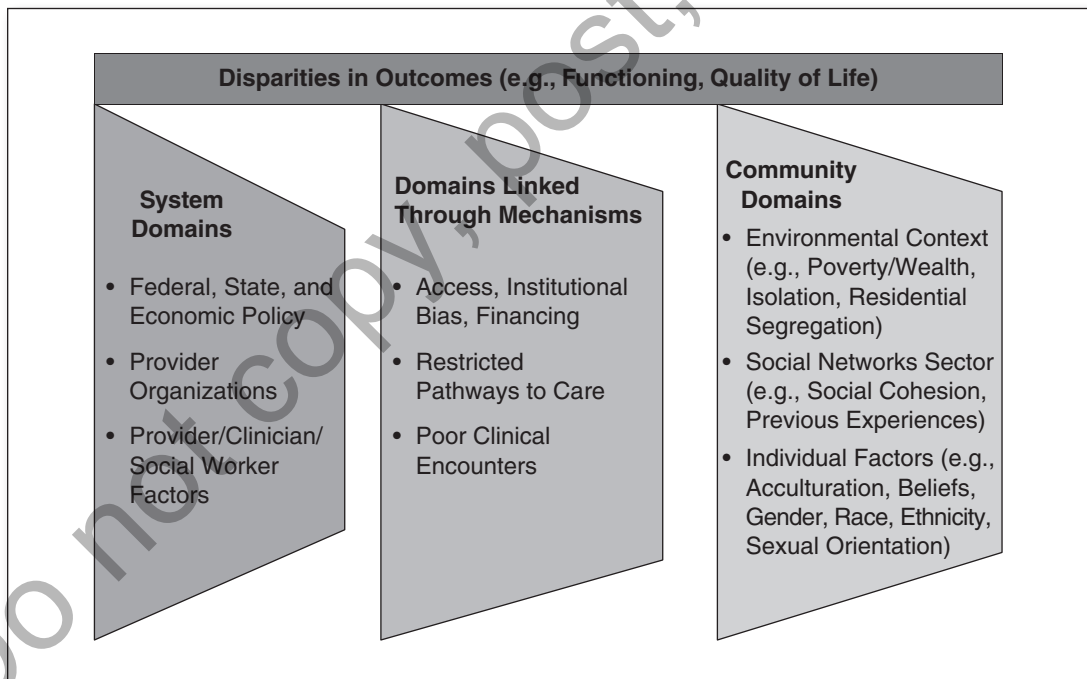 Disparities in Outcomes (e.g., Functioning, Quality of Life)
System
Domains
• Federal, State, and
Economic Policy
• Provider
Organizations
• Provider/Clinician/
Social Worker
Factors
Domains Linked
Through Mechanisms
• Access, Institutional
Bias, Financing
• Restricted
Pathways to Care
• Poor Clinical
Encounters
Community
Domains
• Environmental Context
(e.g., Poverty/Wealth,
Isolation, Residential
Segregation)
• Social Networks Sector
(e.g., Social Cohesion,
Previous Experiences)
• Individual Factors (e.g.,
Acculturation, Beliefs,
Gender, Race, Ethnicity,
Sexual Orientation)
Do not copy, post,